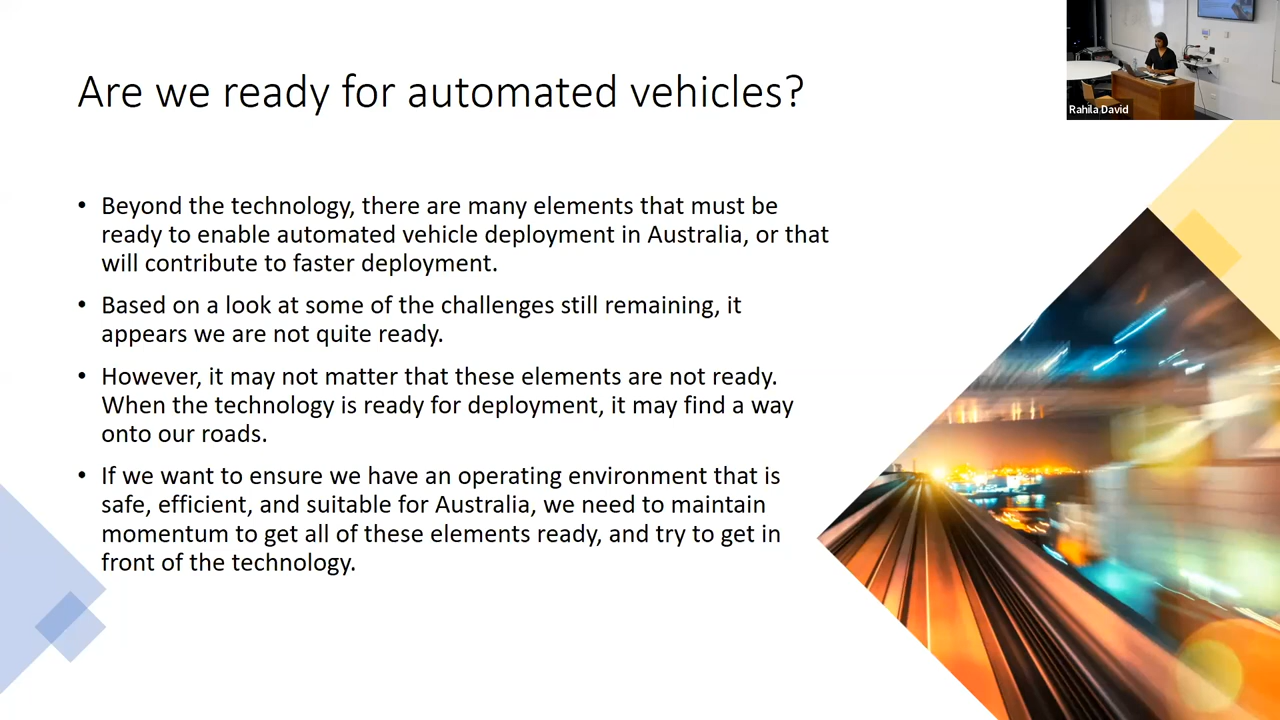 Are we ready for automated vehicles?
Rahila David
• Beyond the technology, there are many elements that must be
ready to enable automated vehicle deployment in Australia, or that
will contribute to faster deployment.
• Based on a look at some of the challenges still remaining, it
appears we are not quite ready.
• However, it may not matter that these elements are not ready.
When the technology is ready for deployment, it may find a way
onto our roads.
• If we want to ensure we have an operating environment that is
safe, efficient, and suitable for Australia, we need to maintain
momentum to get all of these elements ready, and try to get in
front of the technology.